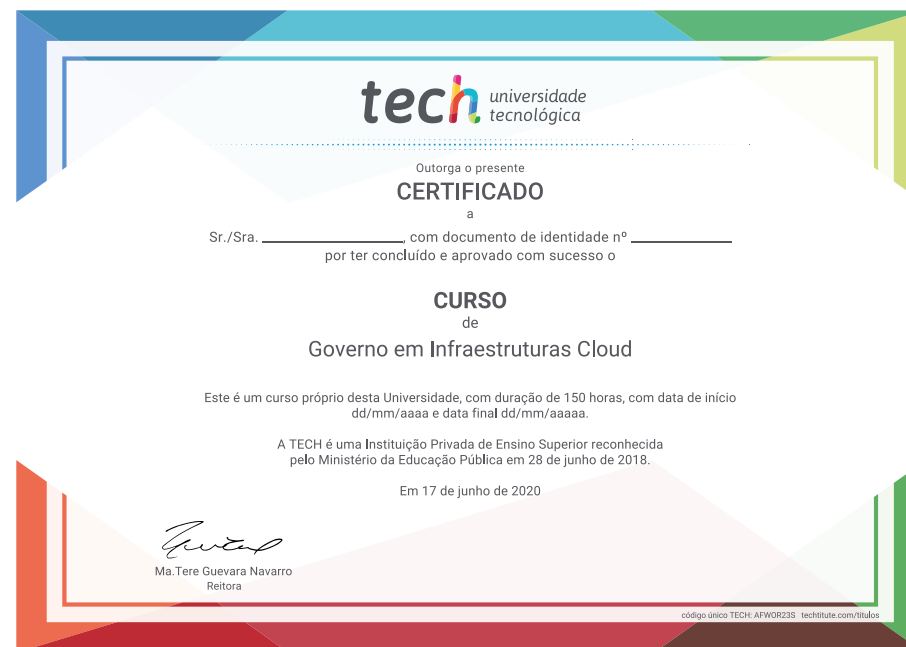 tech universidade
tecnológica
Outorga o presente
CERTIFICADO
a
Sr./Sra. ____________, com documento de identidade nº ____________
por ter concluído e aprovado com sucesso o
CURSO
de
Governo em Infraestruturas Cloud
Este é um curso próprio desta Universidade, com duração de 150 horas, com data de início
dd/mm/aaaa e data final dd/mm/aaaaa.
A TECH é uma Instituição Privada de Ensino Superior reconhecida
pelo Ministério da Educação Pública em 28 de junho de 2018.
Em 17 de junho de 2020
Ma.Tere Guevara Navarro
Reitora
código único TECH: AFWOR23S techtitute.com/títulos